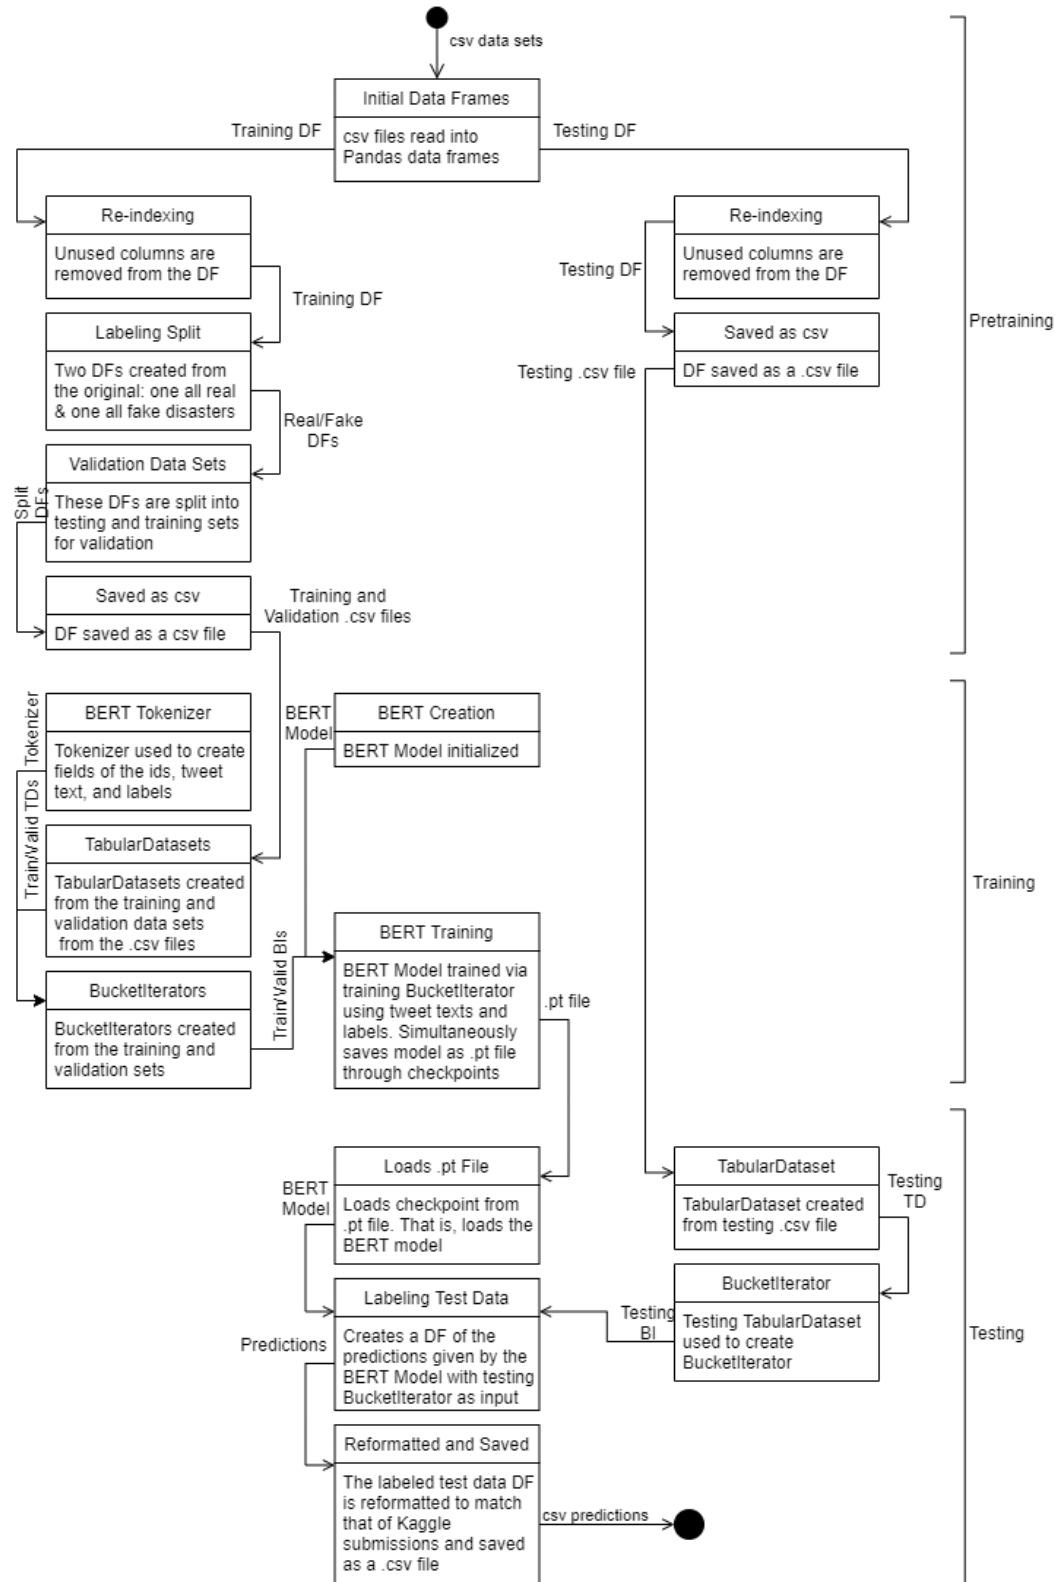 csv data sets
Initial Data Frames
csv files read into
Pandas data frames
Training DF
Testing DF
Re-indexing
Unused columns are
removed from the DF
Training DF
Labeling Split
Two DFs created from
the original: one all real
& one all fake disasters
Real/Fake
DFs
Validation Data Sets
These DFs are split into
testing and training sets
for validation
Split
DFs
Saved as csv
DF saved as a csv file
Training and
Validation .csv files
Re-indexing
Unused columns are
removed from the DF
Testing DF
Saved as csv
DF saved as a .csv file
Testing .csv file
Pretraining
BERT Tokenizer
Tokenizer used to create
fields of the ids, tweet
text, and labels
Tokenizer
Train/Valid TDs
BERT
Model
BERT Creation
BERT Model initialized
TabularDatasets
TabularDatasets created
from the training and
validation data sets
from the .csv files
BucketIterators
BucketIterators created
from the training and
validation sets
Train/Valid BIs
BERT Training
BERT Model trained via
training BucketIterator
using tweet texts and
labels. Simultaneously
saves model as .pt file
through checkpoints
.pt file
Training
Loads .pt File
Loads checkpoint from
.pt file. That is, loads the
BERT model
BERT
Model
TabularDataset
TabularDataset created
from testing .csv file
Testing
TD
BucketIterator
Testing TabularDataset
used to create
BucketIterator
Testing
BI
Labeling Test Data
Creates a DF of the
predictions given by the
BERT Model with testing
BucketIterator as input
Predictions
Reformatted and Saved
The labeled test data DF
is reformatted to match
that of Kaggle
submissions and saved
as a .csv file
csv predictions
Testing